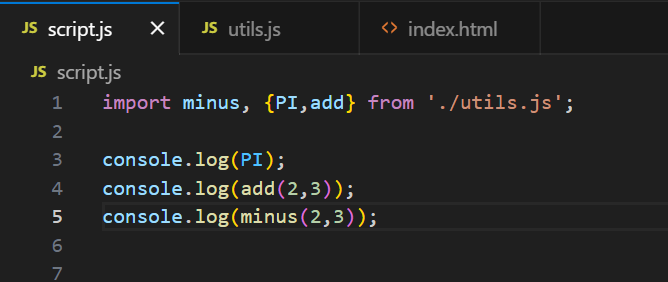 JS script.js × JS utils.js <> index.html
JS script.js
1 import minus, {PI,add} from './utils.js';
2
3 console.log(PI);
4 console.log(add(2,3));
5 console.log(minus(2,3));
6
7